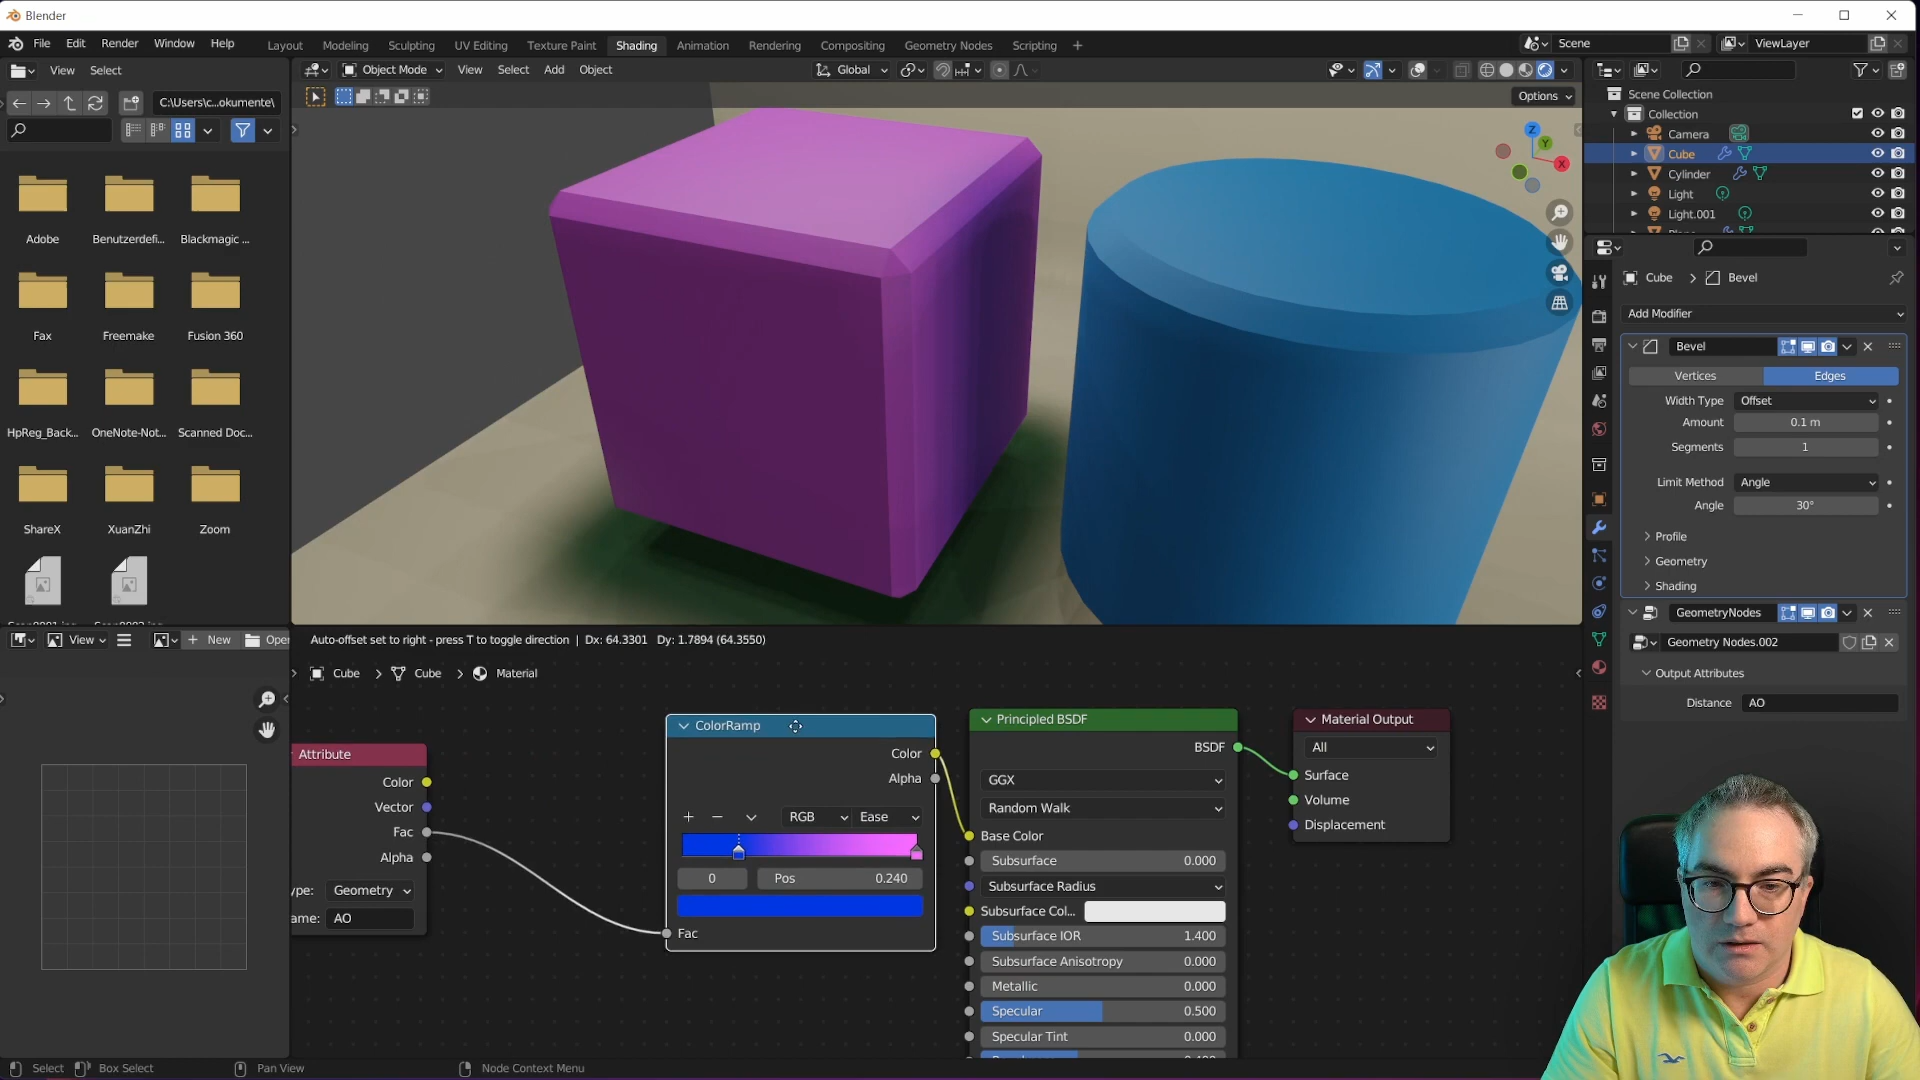 Blender
File Edit Render Window Help
Layout Modeling Sculpting UV Editing Texture Paint Shading Animation Rendering Compositing Geometry Nodes Scripting +
Scene
ViewLayer
View Select
C:\Users\c...okumente\
Adobe
Benutzerdefi...
Blackmagic ...
Fax
Freemake
Fusion 360
HpReg_Back...
OneNote-Not...
Scanned Doc...
ShareX
XuanZhi
Zoom
Object Mode View Select Add Object
Global
Options
Z
Y
X
Scene Collection
Collection
Camera
Cube
Cylinder
Light
Light.001
Cube > Bevel
Add Modifier
Bevel
Vertices Edges
Width Type Offset
Amount 0.1 m
Segments 1
Limit Method Angle
Angle 30°
Profile
Geometry
Shading
GeometryNodes
Geometry Nodes.002
Output Attributes
Distance AO
View
+ New
Open
Auto-offset set to right - press T to toggle direction | Dx: 64.3301 Dy: 1.7894 (64.3550)
Cube > Cube > Material
Attribute
Color
Vector
Fac
Alpha
ype: Geometry
ame: AO
ColorRamp
Color
Alpha
+ − RGB Ease
0 Pos 0.240
Fac
Principled BSDF
BSDF
GGX
Random Walk
Base Color
Subsurface 0.000
Subsurface Radius
Subsurface Col...
Subsurface IOR 1.400
Subsurface Anisotropy 0.000
Metallic 0.000
Specular 0.500
Specular Tint 0.000
Material Output
All
Surface
Volume
Displacement
Select Box Select Pan View Node Context Menu